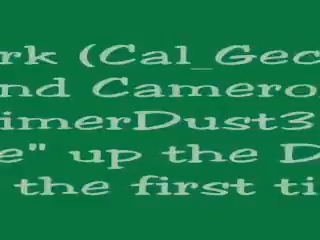 rk (Cal_Gec
nd Camero
imerDust3
e" up the D
the first ti